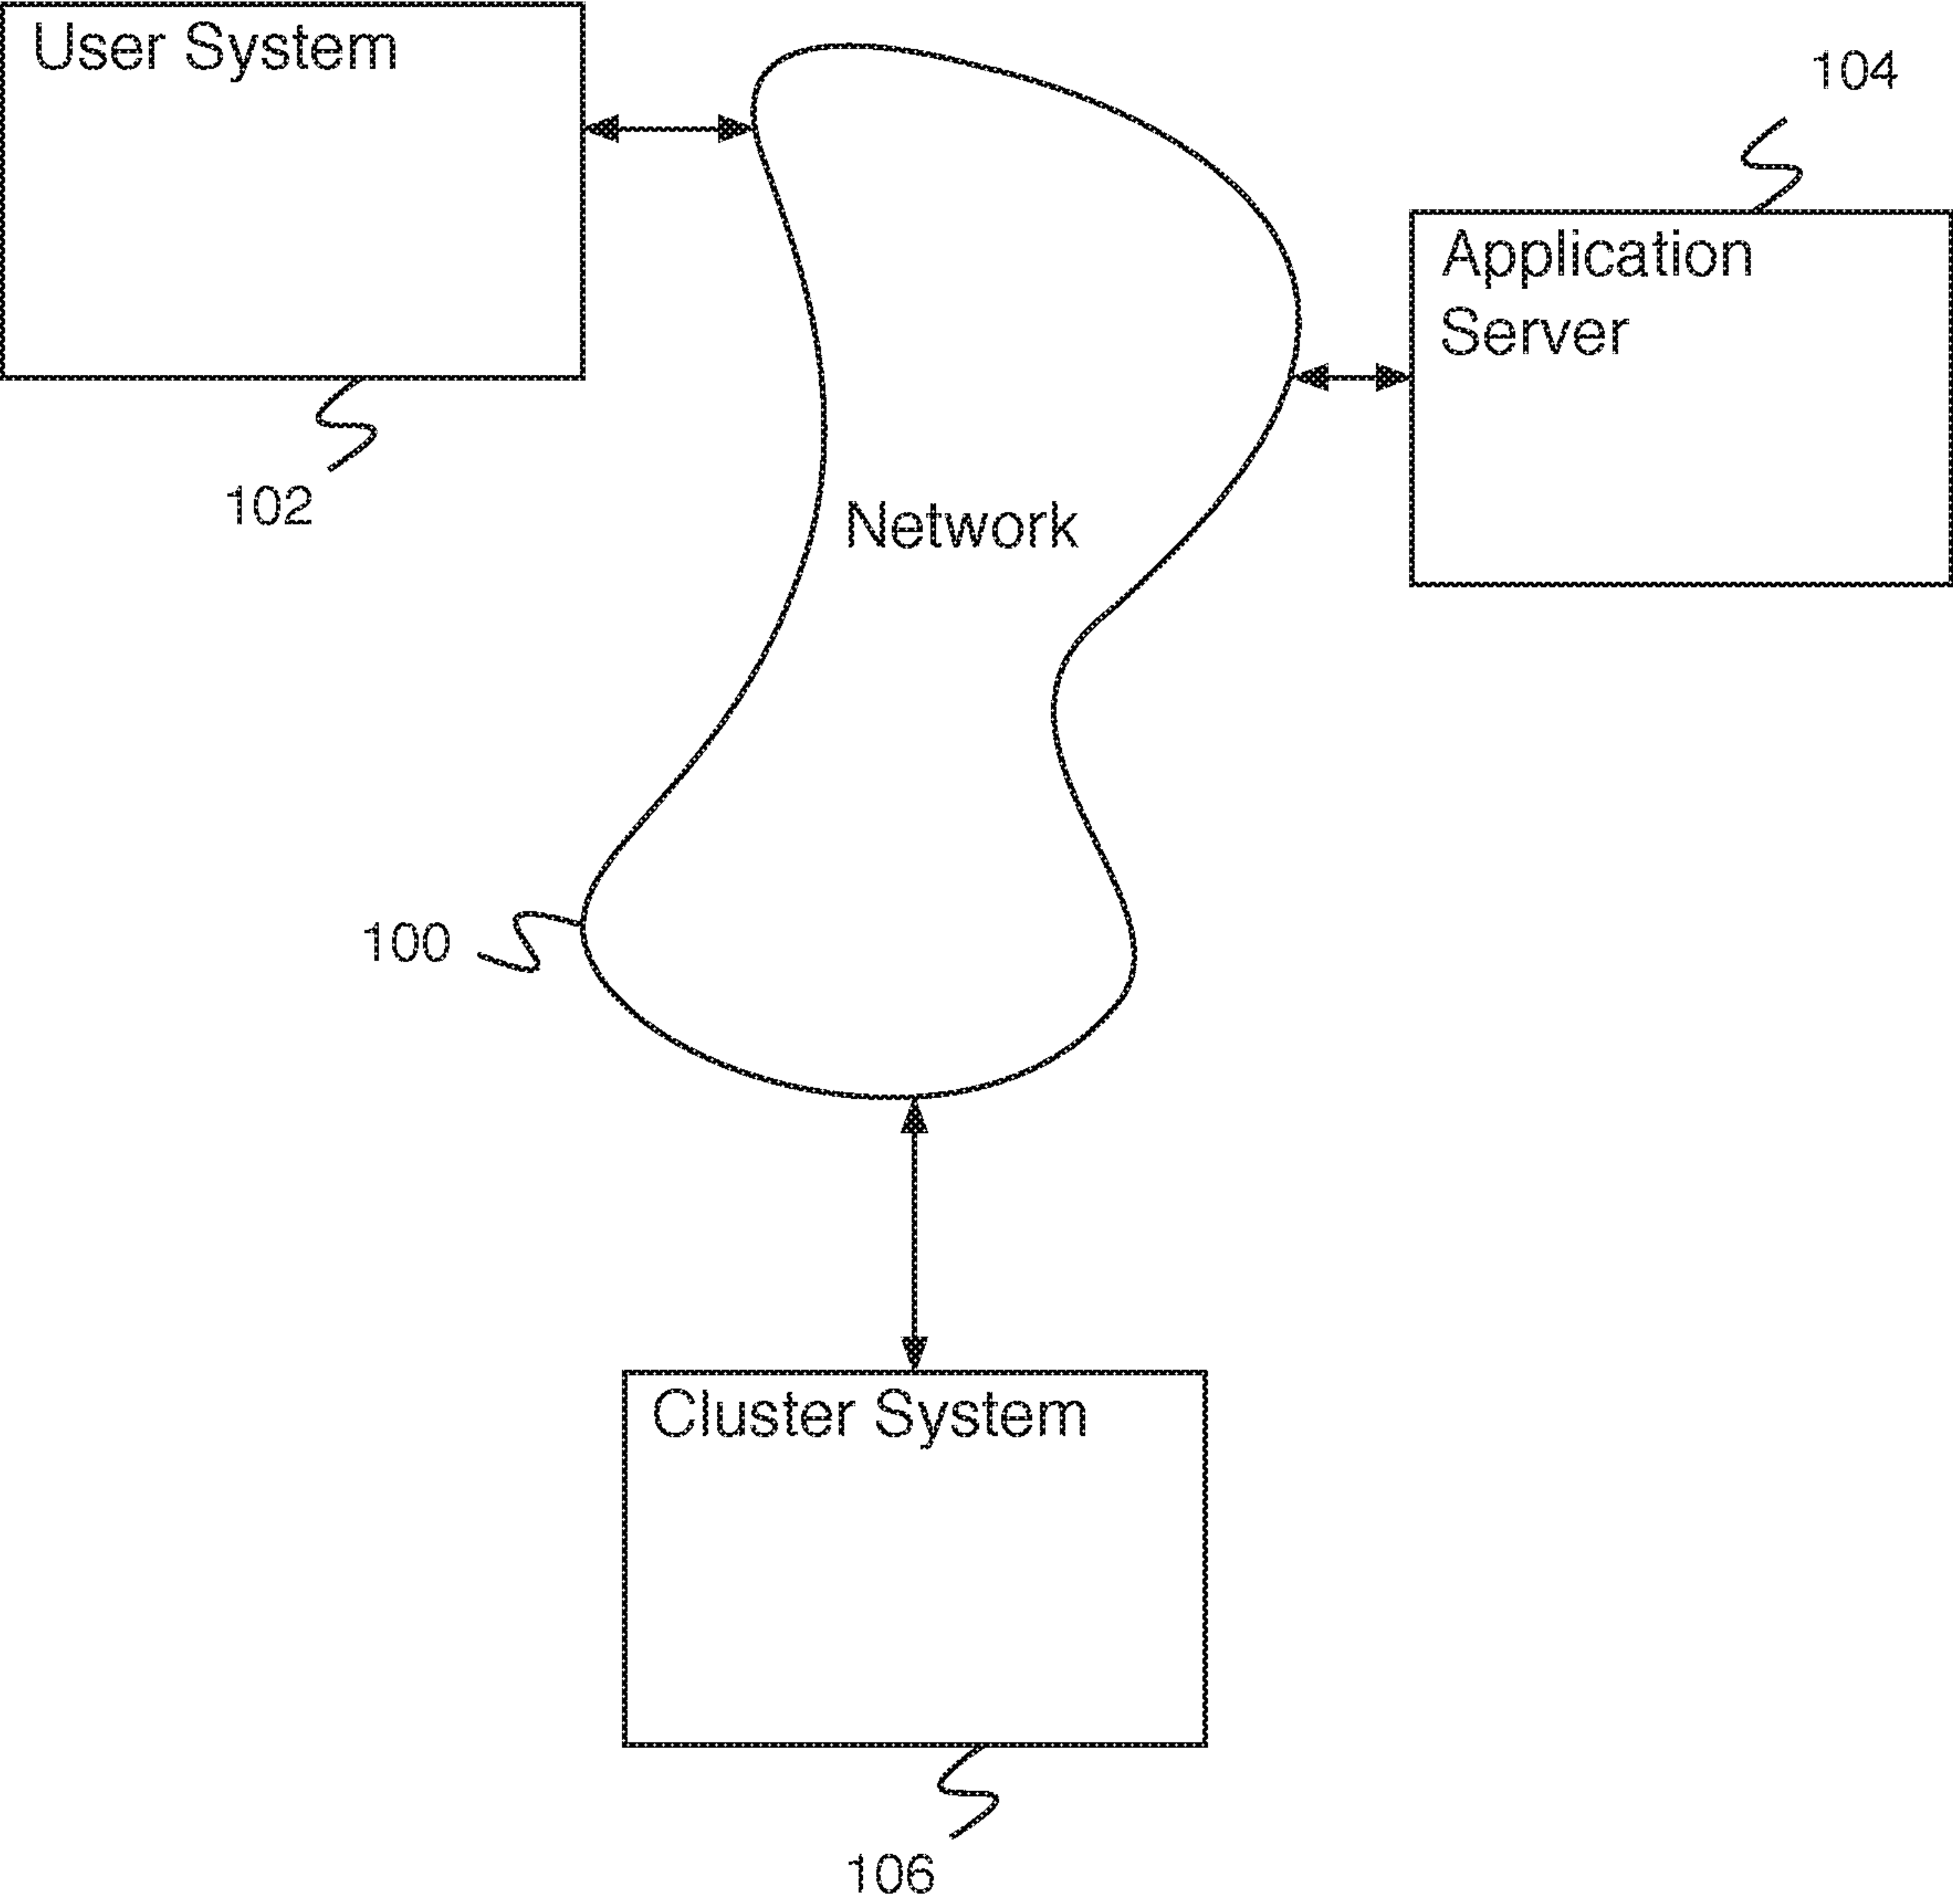 User System
104
Application
Server
102
Network
100
Cluster System
106